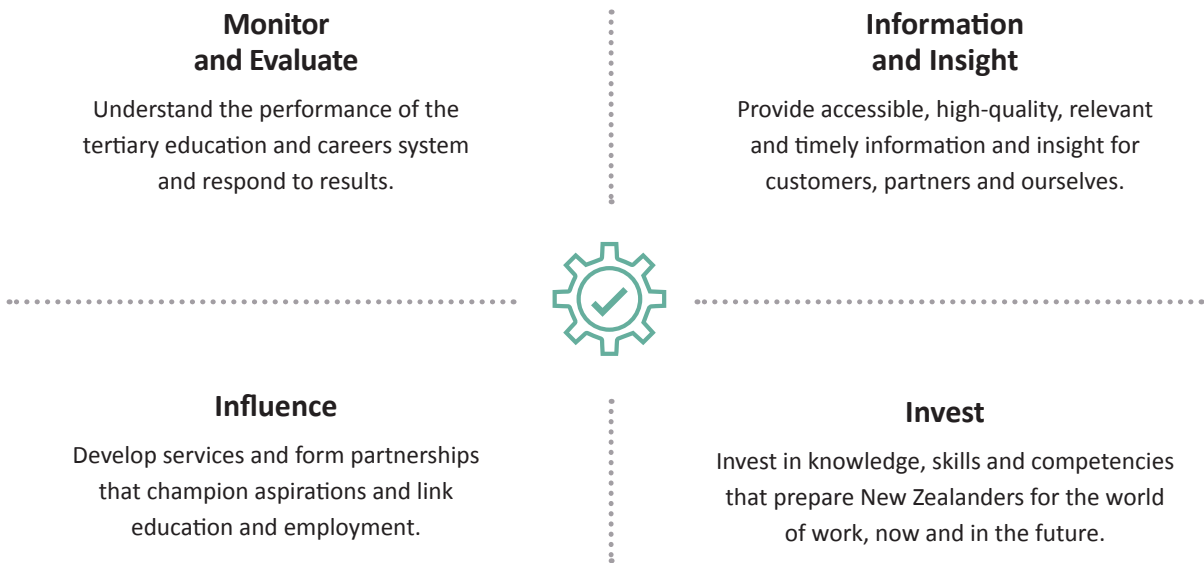 Monitor
and Evaluate
Understand the performance of the
tertiary education and careers system
and respond to results.
Information
and Insight
Provide accessible, high-quality, relevant
and timely information and insight for
customers, partners and ourselves.
Influence
Develop services and form partnerships
that champion aspirations and link
education and employment.
Invest
Invest in knowledge, skills and competencies
that prepare New Zealanders for the world
of work, now and in the future.